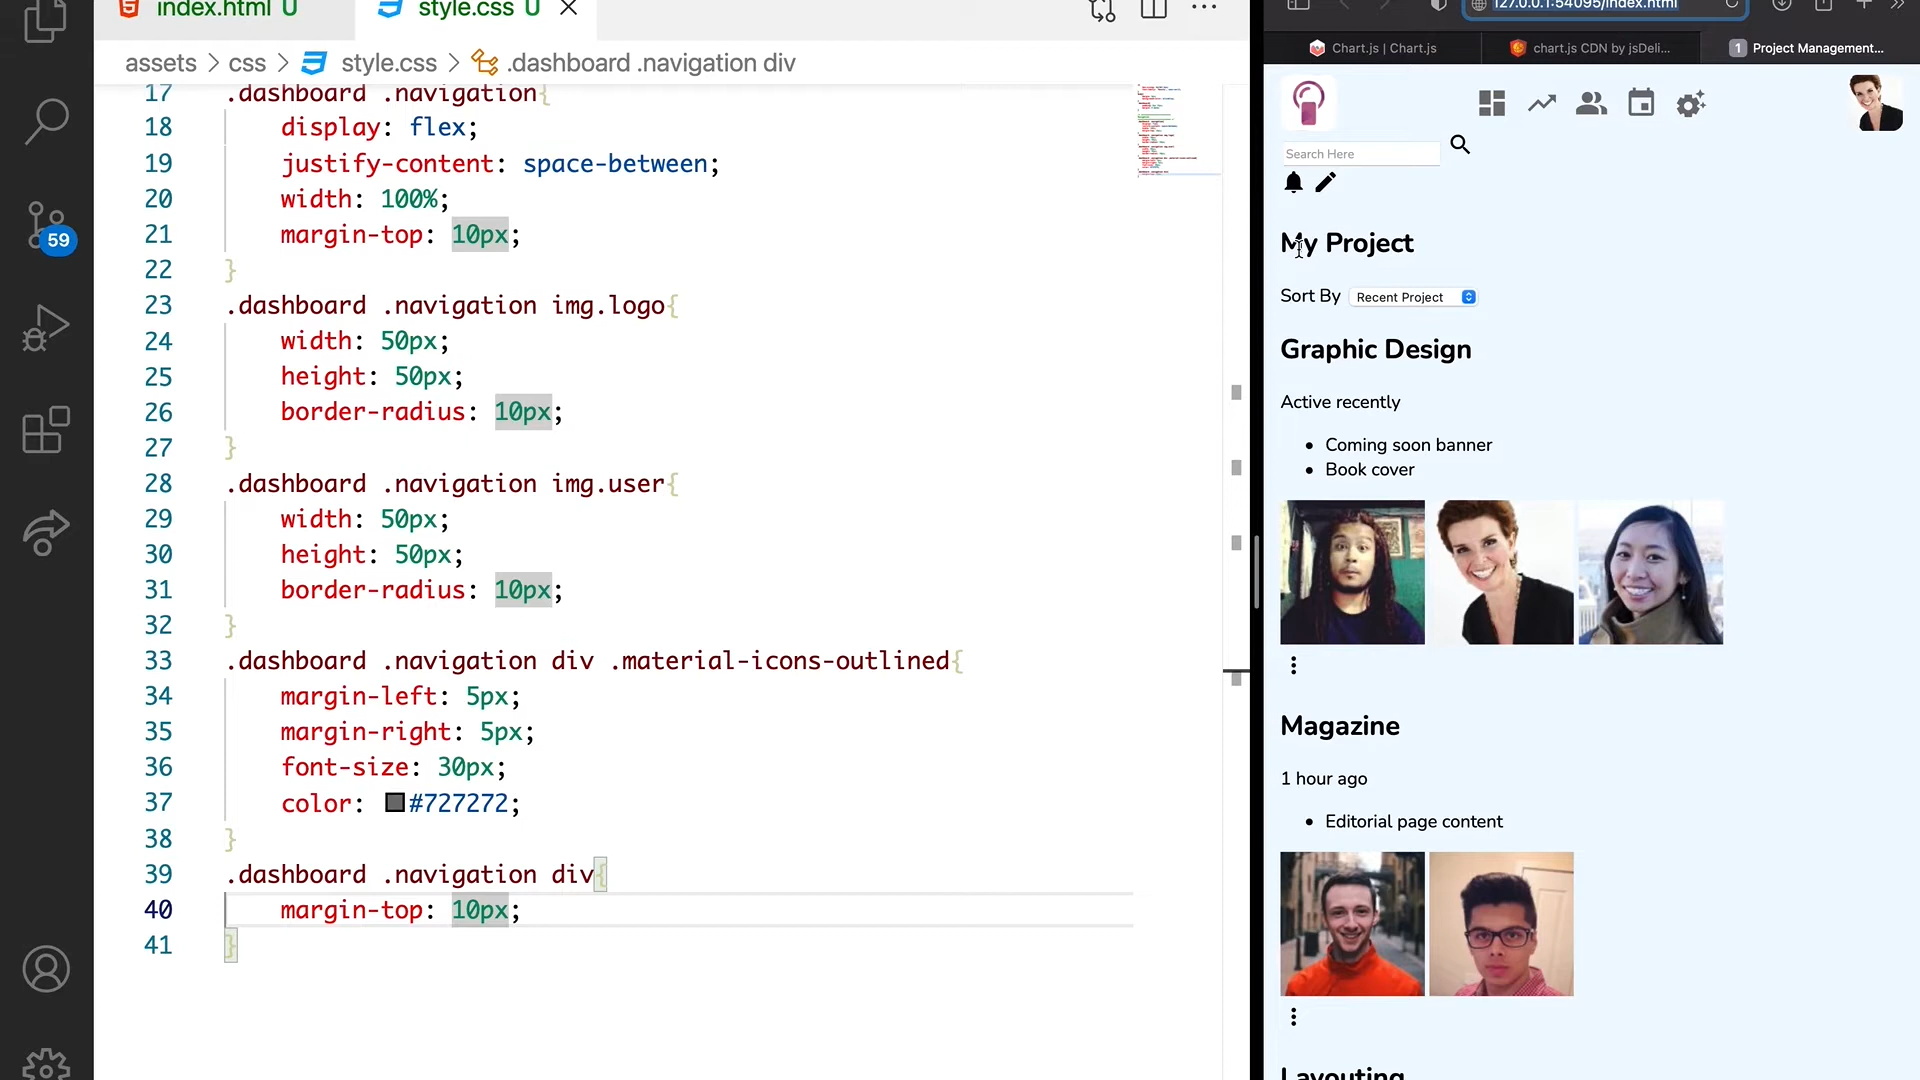 index.html U
style.css U
assets > css > style.css > .dashboard .navigation div
17 .dashboard .navigation{
18 display: flex;
19 justify-content: space-between;
20 width: 100%;
21 margin-top: 10px;
22 }
23 .dashboard .navigation img.logo{
24 width: 50px;
25 height: 50px;
26 border-radius: 10px;
27 }
28 .dashboard .navigation img.user{
29 width: 50px;
30 height: 50px;
31 border-radius: 10px;
32 }
33 .dashboard .navigation div .material-icons-outlined{
34 margin-left: 5px;
35 margin-right: 5px;
36 font-size: 30px;
37 color: #727272;
38 }
39 .dashboard .navigation div{
40 margin-top: 10px;
41 }
59
127.0.0.1:54095/index.html
Chart.js | Chart.js
chart.js CDN by jsDeli...
1 Project Management...
Search Here
My Project
Sort By Recent Project
Graphic Design
Active recently
• Coming soon banner
• Book cover
Magazine
1 hour ago
• Editorial page content
Layouting